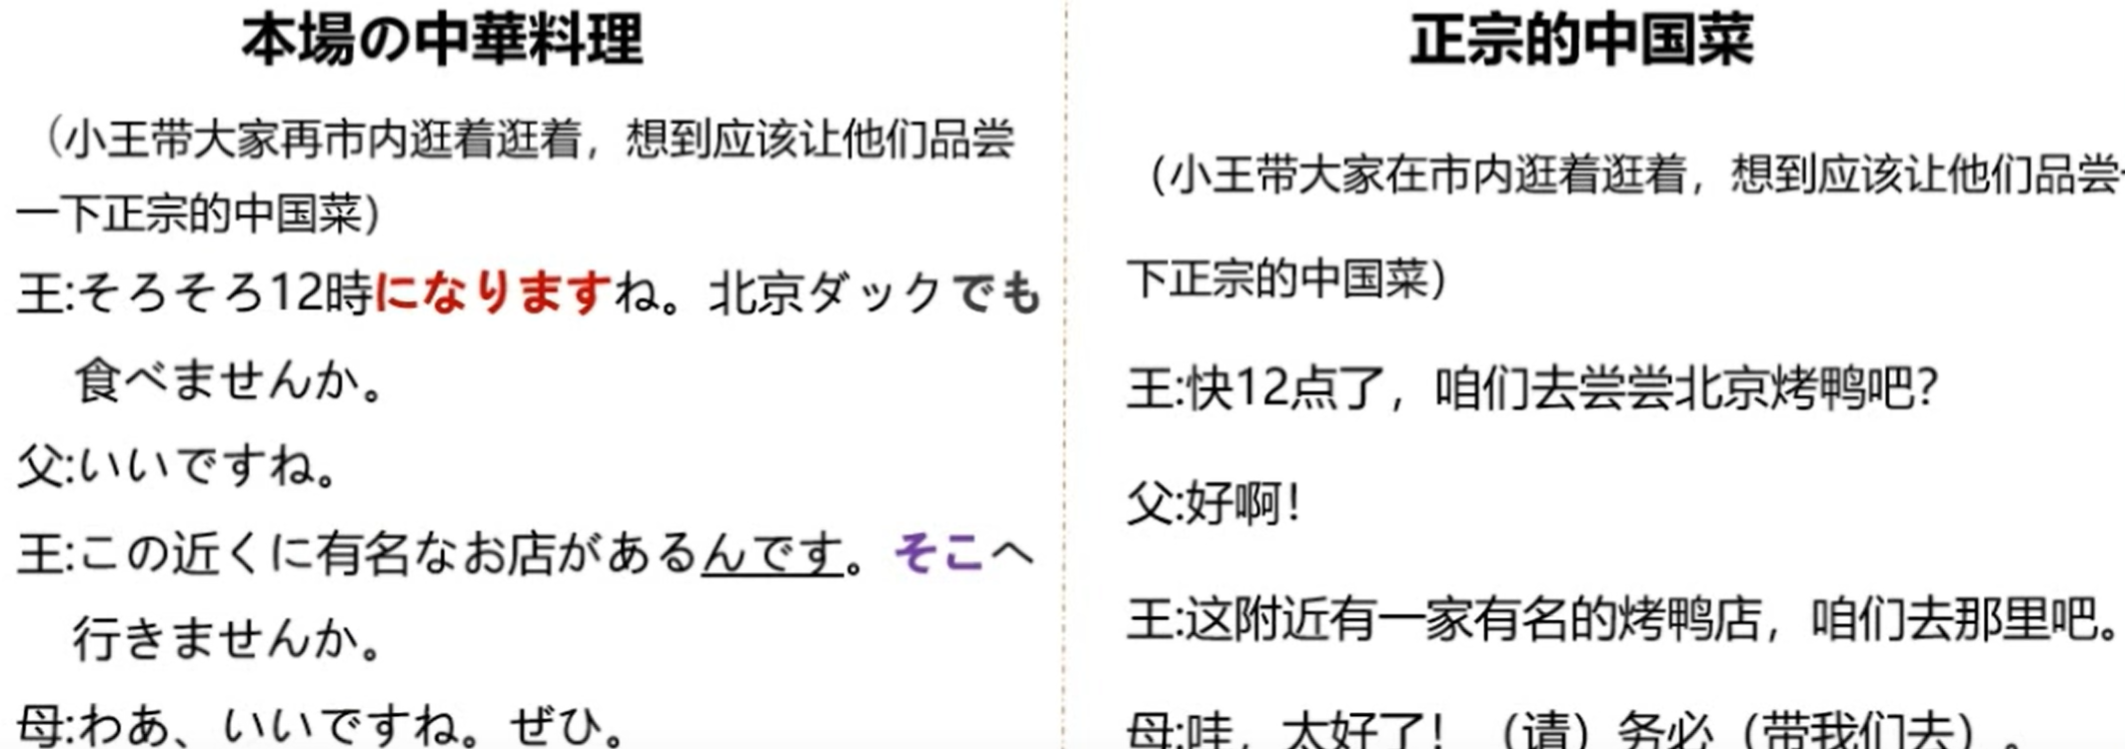 本場の中華料理
（小王带大家再市内逛着逛着，想到应该让他们品尝
一下正宗的中国菜）
王:そろそろ12時になりますね。北京ダックでも
食べませんか。
父:いいですね。
王:この近くに有名なお店があるんです。そこへ
行きませんか。
母:わあ、いいですね。ぜひ。
正宗的中国菜
（小王带大家在市内逛着逛着，想到应该让他们品尝一
下正宗的中国菜）
王:快12点了，咱们去尝尝北京烤鸭吧？
父:好啊！
王:这附近有一家有名的烤鸭店，咱们去那里吧。
母:哇，太好了！（请）务必（带我们去）。